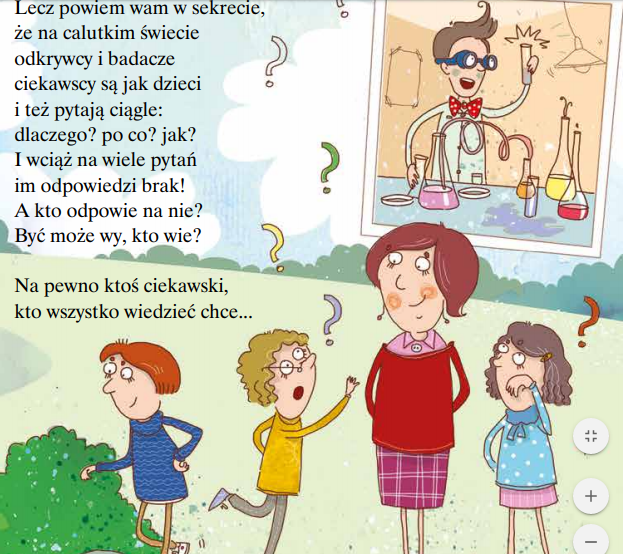 Lecz powiem wam w sekrecie,
że na calutkim świecie
odkrywcy i badacze
ciekawscy są jak dzieci
i też pytają ciągle:
dlaczego? po co? jak?
I wciąż na wiele pytań
im odpowiedzi brak!
A kto odpowie na nie?
Być może wy, kto wie?
Na pewno ktoś ciekawski,
kto wszystko wiedzieć chce...